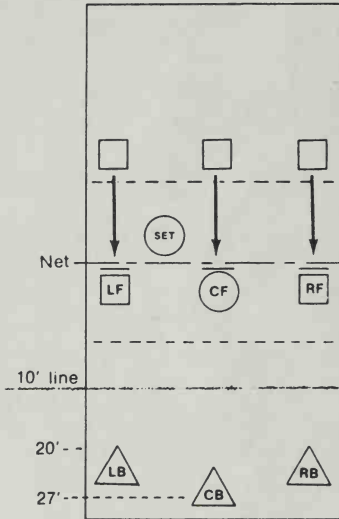 SET
Net
LF CF RF
10' line
20'
LB RB
27' CB